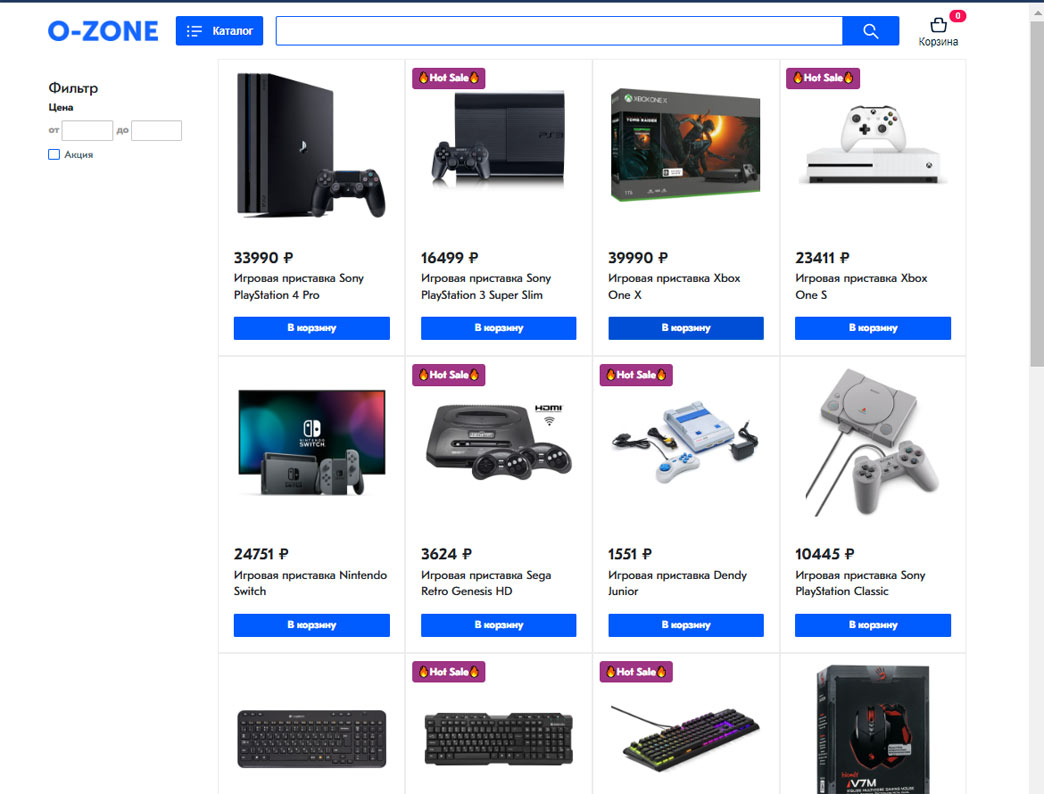 O-ZONE
Каталог
0
Корзина
Фильтр
Цена
от
до
Акция
Hot Sale
Hot Sale
PS3
XBOX ONE X
TOMB RAIDER
1TB
33990 ₽
Игровая приставка Sony
PlayStation 4 Pro
В корзину
16499 ₽
Игровая приставка Sony
PlayStation 3 Super Slim
В корзину
39990 ₽
Игровая приставка Xbox
One X
В корзину
23411 ₽
Игровая приставка Xbox
One S
В корзину
Hot Sale
Hot Sale
NINTENDO
SWITCH
HDMI
24751 ₽
Игровая приставка Nintendo
Switch
В корзину
3624 ₽
Игровая приставка Sega
Retro Genesis HD
В корзину
1551 ₽
Игровая приставка Dendy
Junior
В корзину
10445 ₽
Игровая приставка Sony
PlayStation Classic
В корзину
Hot Sale
Hot Sale
bloody
V7M